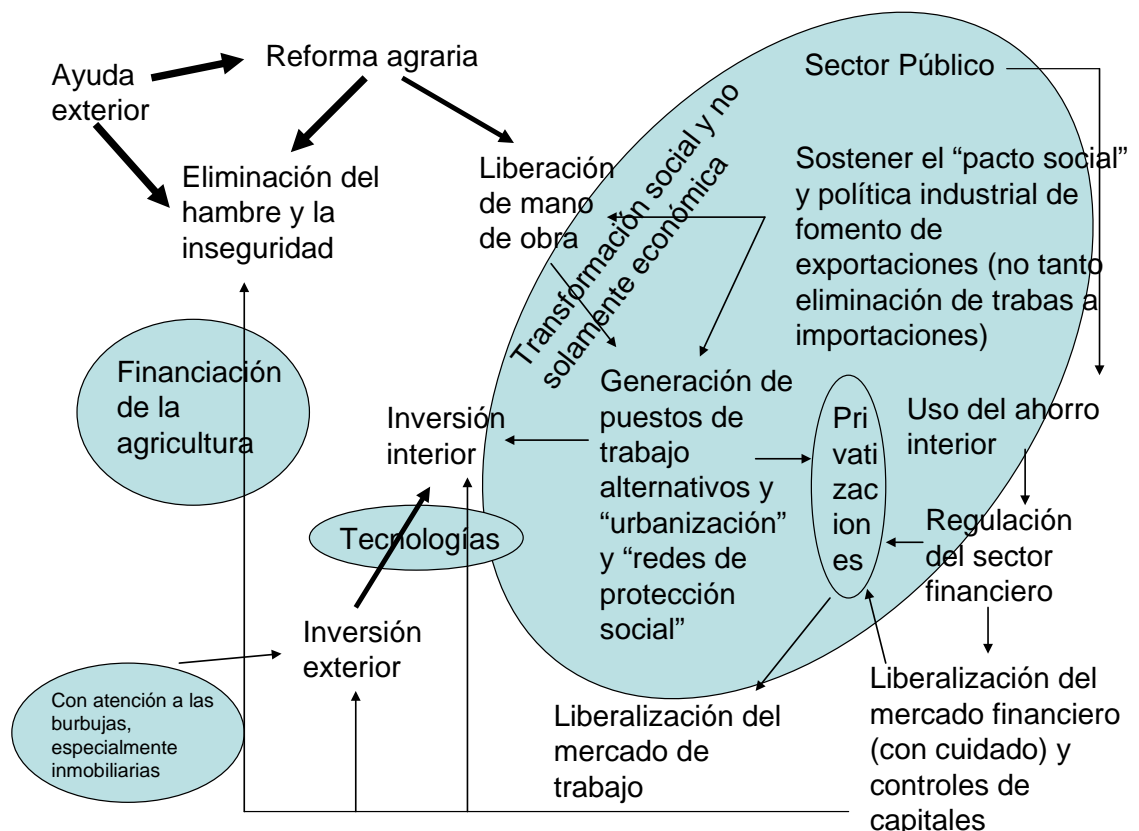 Reforma agraria
Ayuda
exterior
Sector Público
Transformación social y no
solamente económica
Liberación
de mano
de obra
Sostener el “pacto social”
y política industrial de
fomento de
exportaciones (no tanto
eliminación de trabas a
importaciones)
Eliminación del
hambre y la
inseguridad
Financiación
de la
agricultura
Inversión
interior
Generación de
puestos de
trabajo
alternativos y
“urbanización”
y “redes de
protección
social”
Pri
vati
zac
ion
es
Uso del ahorro
interior
Tecnologías
Regulación
del sector
financiero
Inversión
exterior
Con atención a las
burbujas,
especialmente
inmobiliarias
Liberalización del
mercado de
trabajo
Liberalización del
mercado financiero
(con cuidado) y
controles de
capitales